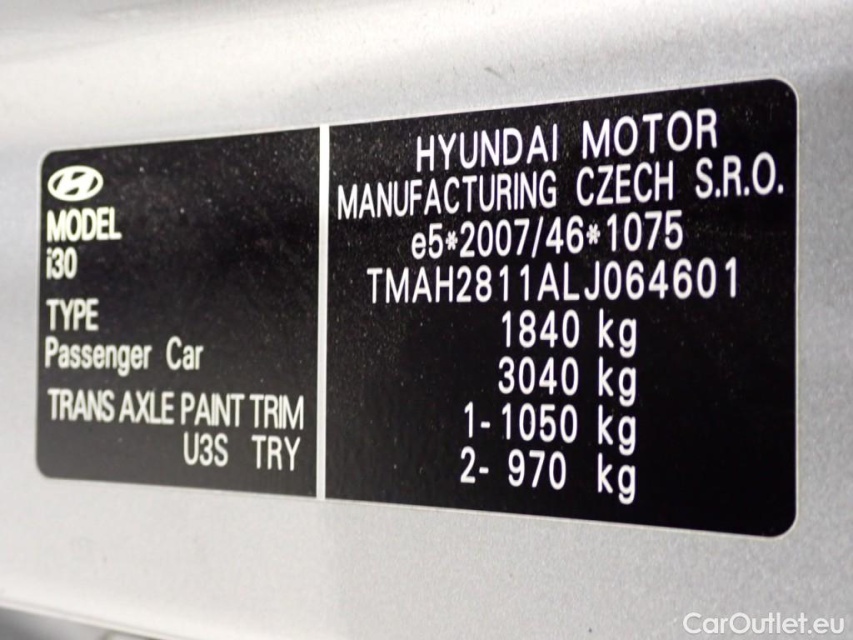 MODEL
i30
TYPE
Passenger Car
TRANS AXLE PAINT TRIM
U3S TRY
HYUNDAI MOTOR
MANUFACTURING CZECH S.R.O.
e5*2007/46*1075
TMAH2811ALJ064601
1840 kg
3040 kg
1- 1050 kg
2- 970 kg
CarOutlet.eu